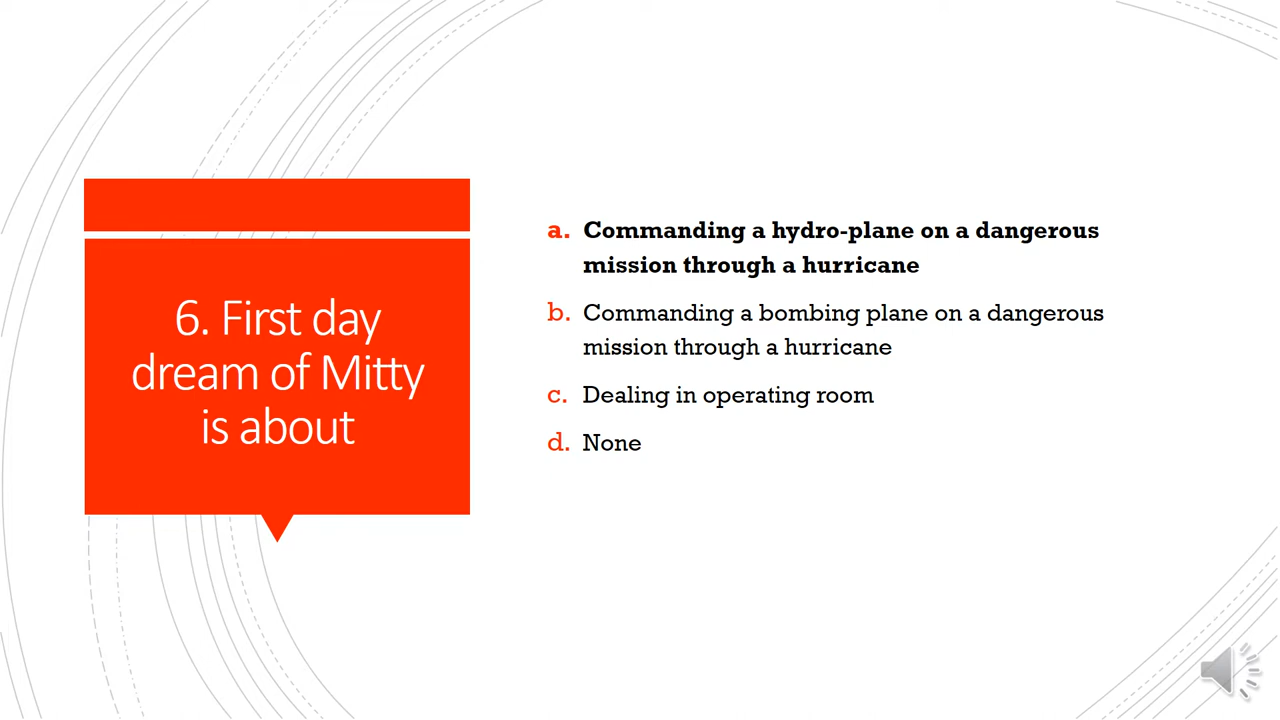 6. First day
dream of Mitty
is about
a. Commanding a hydro-plane on a dangerous
mission through a hurricane
b. Commanding a bombing plane on a dangerous
mission through a hurricane
c. Dealing in operating room
d. None